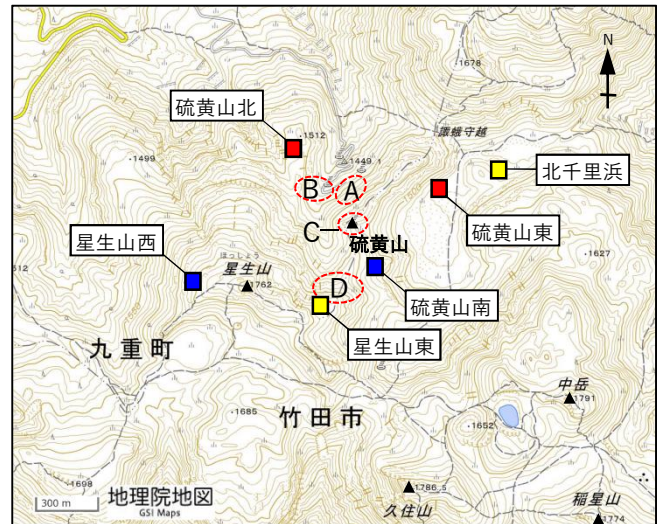 ・1678
N
硫黄山北
・1512
諏蛾守越
・1499
1449.1
北千里浜
B
A
硫黄山東
C
硫黄山
・1627
星生山西
ほっしょう
星生山
1762
D
硫黄山南
星生山東
九重町
中岳
1791
・1685
竹田市
・1652
・1698
1786.5
300 m
地理院地図
GSI Maps
久住山
稲星山
1774